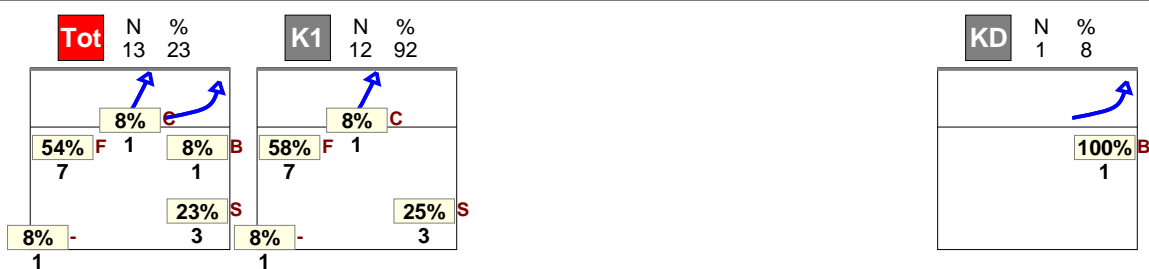 Tot N %
13 23
K1 N %
12 92
KD N %
1 8
8% C
1
54% F
7
8% B
1
23% S
3
8% -
1
8% C
1
58% F
7
25% S
3
8% -
1
100% B
1